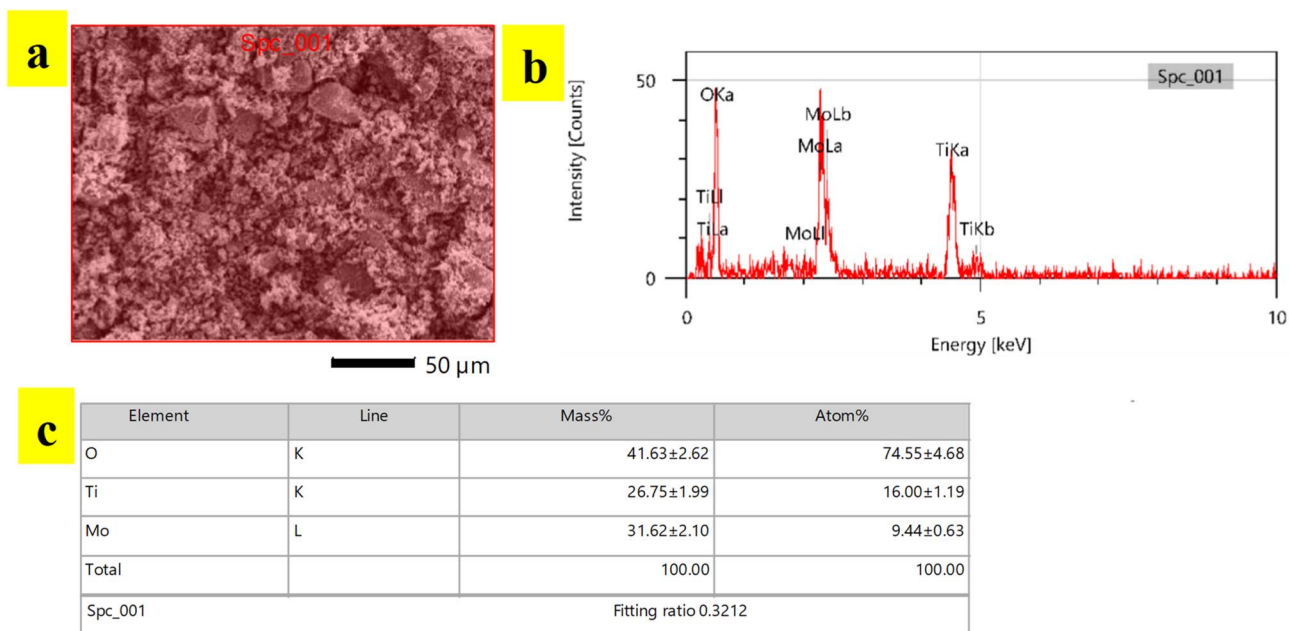 a
Spc_001
50 µm
b
Spc_001
Intensity [Counts]
50
0
OKa
TiLl
TiLa
MoLb
MoLa
MoLl
TiKa
TiKb
0 5 10
Energy [keV]
c
Element Line Mass% Atom%
O K 41.63±2.62 74.55±4.68
Ti K 26.75±1.99 16.00±1.19
Mo L 31.62±2.10 9.44±0.63
Total 100.00 100.00
Spc_001 Fitting ratio 0.3212